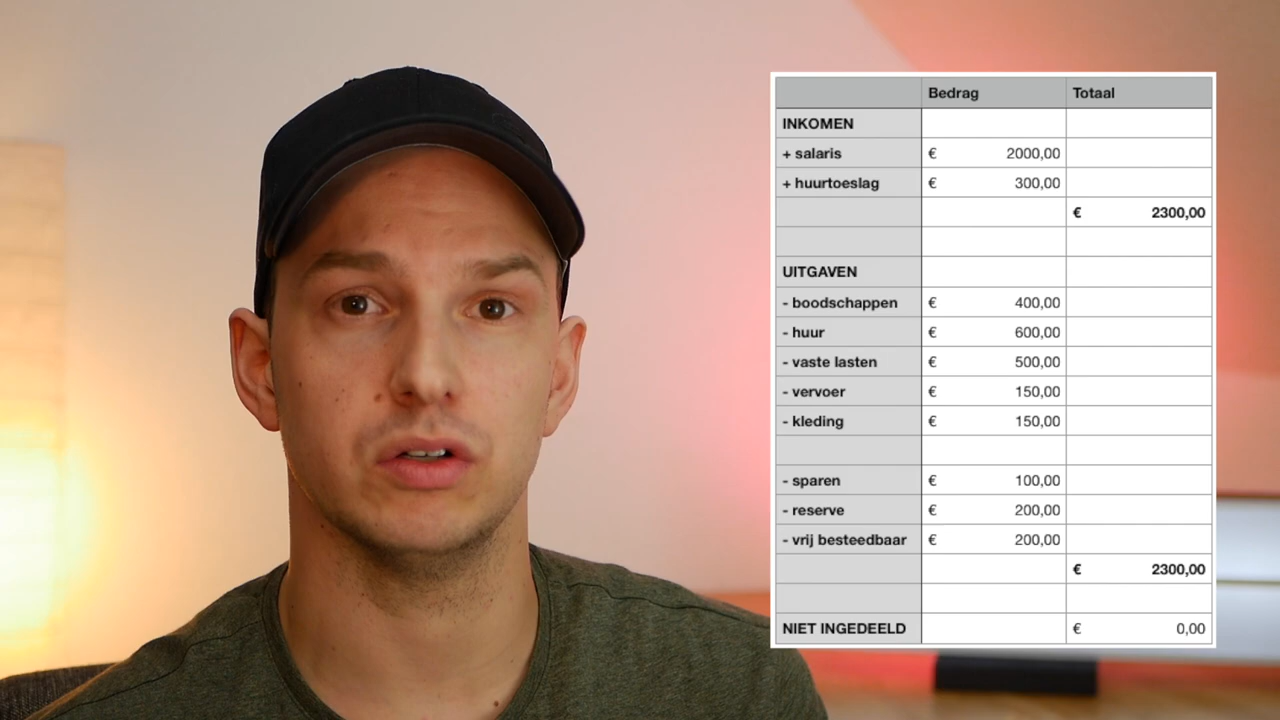 Bedrag Totaal
INKOMEN
+ salaris € 2000,00
+ huurtoeslag € 300,00
€ 2300,00
UITGAVEN
- boodschappen € 400,00
- huur € 600,00
- vaste lasten € 500,00
- vervoer € 150,00
- kleding € 150,00
- sparen € 100,00
- reserve € 200,00
- vrij besteedbaar € 200,00
€ 2300,00
NIET INGEDEELD € 0,00